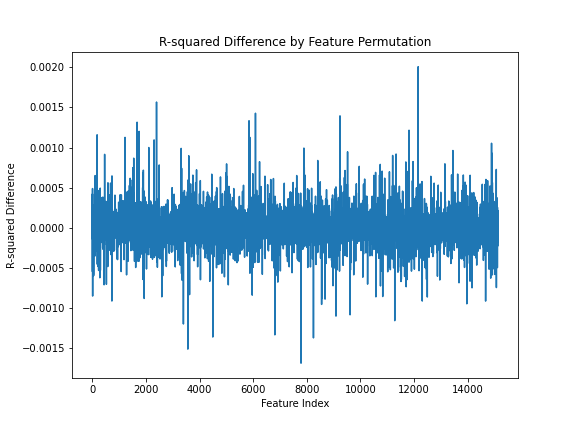 R-squared Difference by Feature Permutation
0.0020
0.0015
0.0010
0.0005
0.0000
−0.0005
−0.0010
−0.0015
R-squared Difference
0 2000 4000 6000 8000 10000 12000 14000
Feature Index